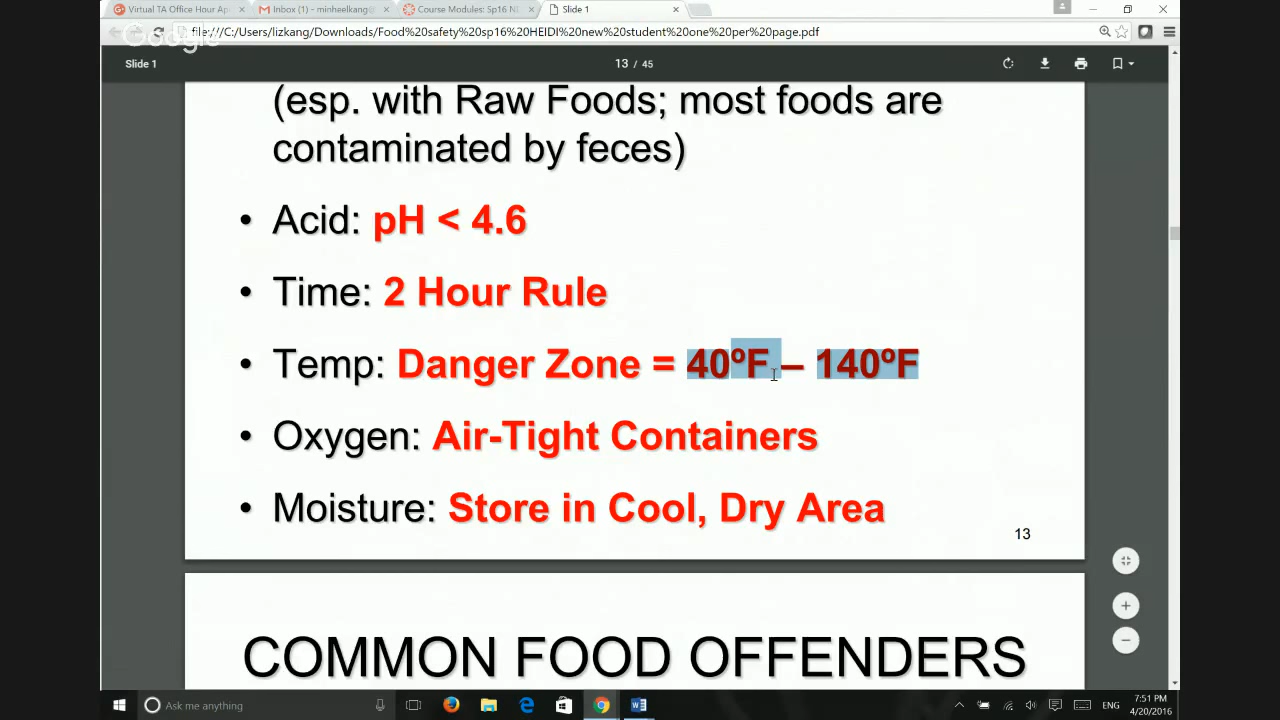 Virtual TA Office Hour Ap
Inbox (1) - minheelkang@
Course Modules: Sp16 N
Slide 1
Google
file:///C:/Users/lizkang/Downloads/Food%20safety%20sp16%20HEIDI%20new%20student%20one%20per%20page.pdf
Slide 1
13 / 45
(esp. with Raw Foods; most foods are
contaminated by feces)
• Acid: pH < 4.6
• Time: 2 Hour Rule
• Temp: Danger Zone = 40ºF – 140ºF
• Oxygen: Air-Tight Containers
• Moisture: Store in Cool, Dry Area
13
COMMON FOOD OFFENDERS
Ask me anything
ENG
7:51 PM
4/20/2016